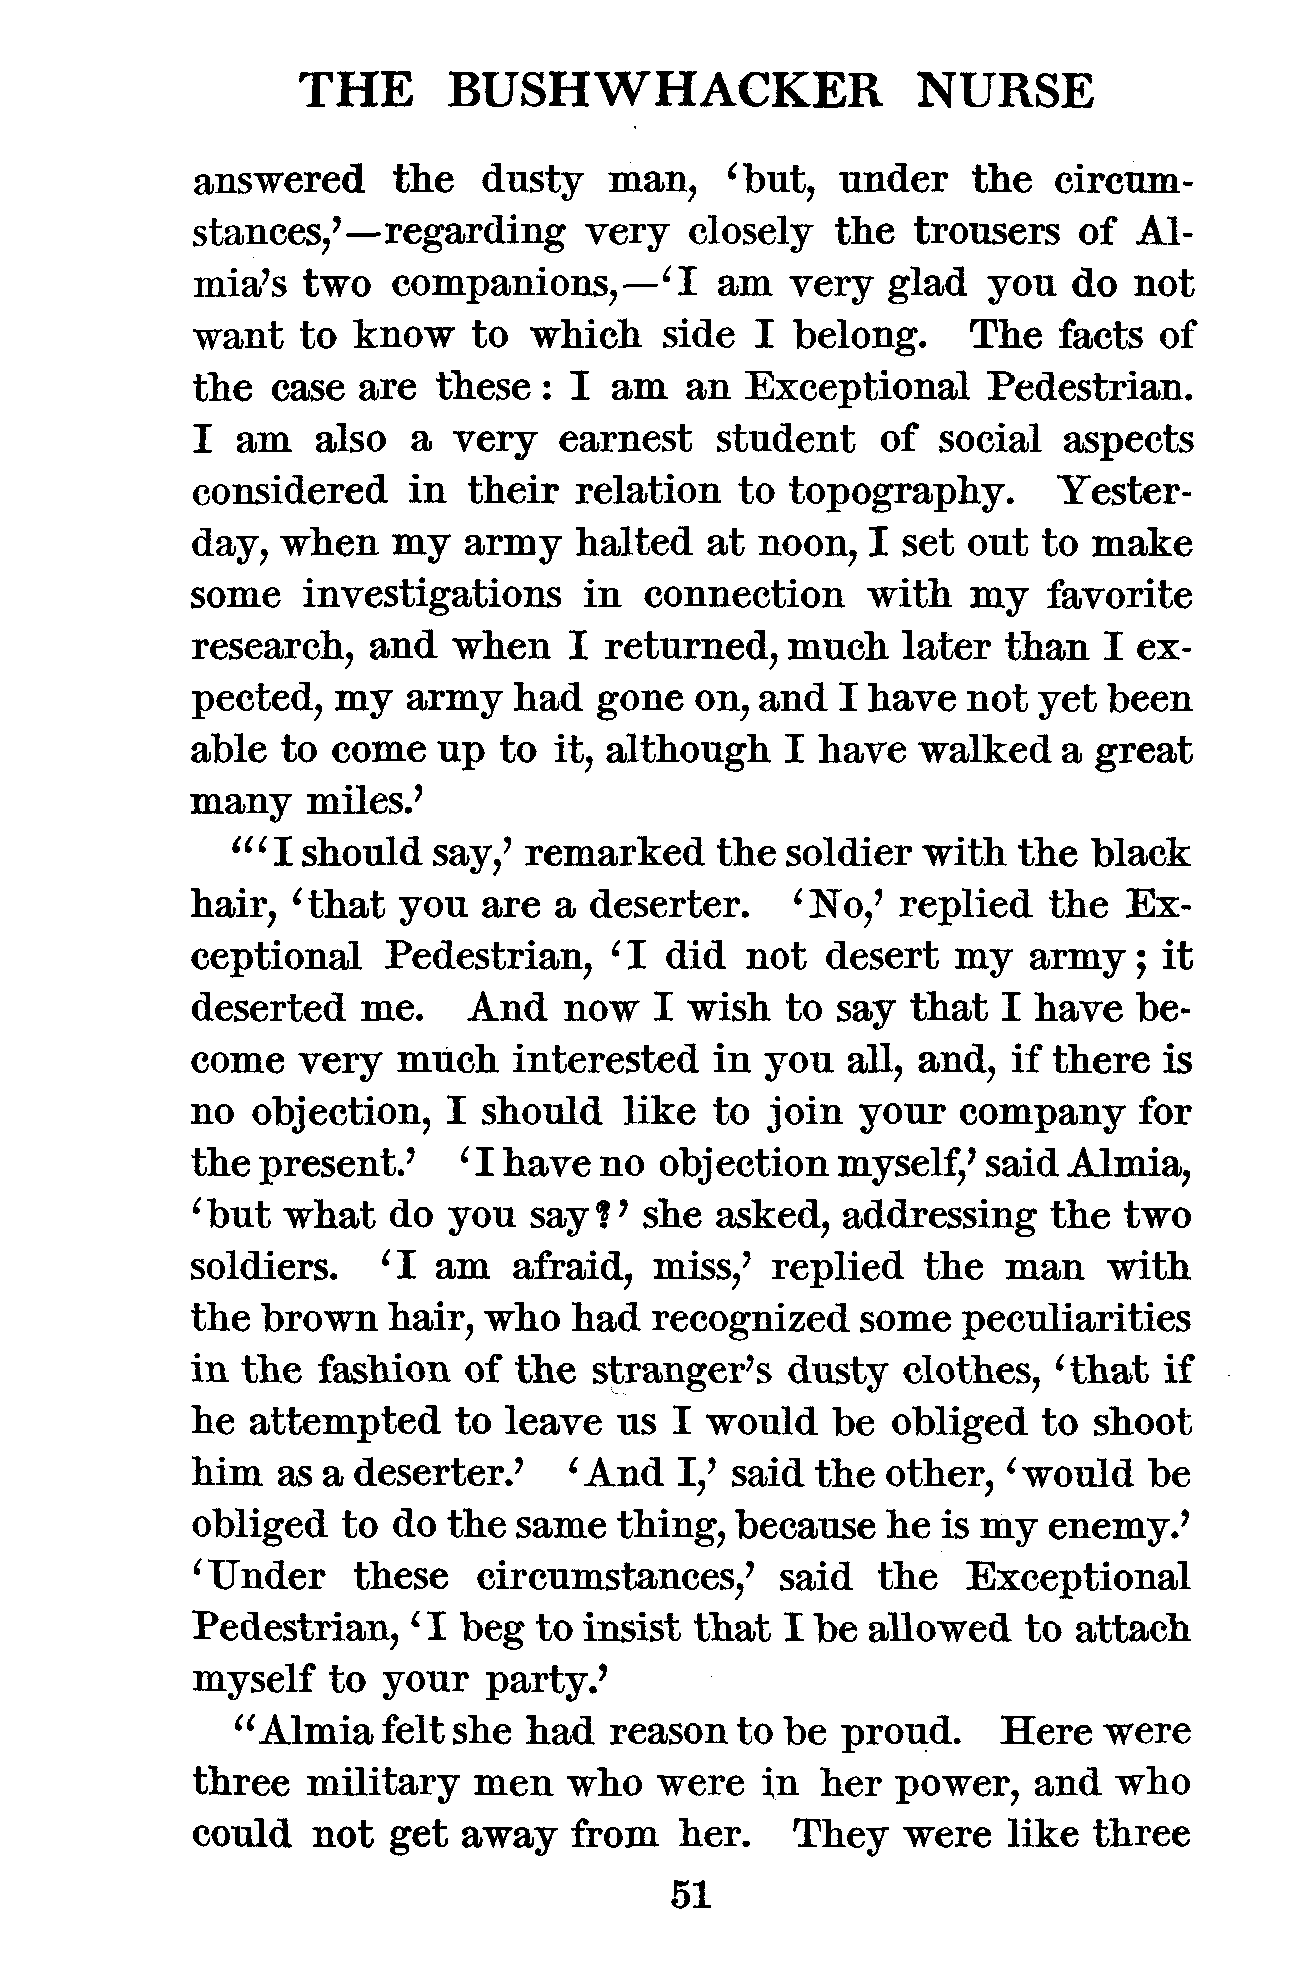 THE BUSHWHACKER NURSE
answered the dusty man, ‘but, under the circum-
stances,’—regarding very closely the trousers of Al-
mia’s two companions,—‘I am very glad you do not
want to know to which side I belong. The facts of
the case are these: I am an Exceptional Pedestrian.
I am also a very earnest student of social aspects
considered in their relation to topography. Yester-
day, when my army halted at noon, I set out to make
some investigations in connection with my favorite
research, and when I returned, much later than I ex-
pected, my army had gone on, and I have not yet been
able to come up to it, although I have walked a great
many miles.’
“‘I should say,’ remarked the soldier with the black
hair, ‘that you are a deserter. ‘No,’ replied the Ex-
ceptional Pedestrian, ‘I did not desert my army; it
deserted me. And now I wish to say that I have be-
come very much interested in you all, and, if there is
no objection, I should like to join your company for
the present.’ ‘I have no objection myself,’ said Almia,
‘but what do you say?’ she asked, addressing the two
soldiers. ‘I am afraid, miss,’ replied the man with
the brown hair, who had recognized some peculiarities
in the fashion of the stranger’s dusty clothes, ‘that if
he attempted to leave us I would be obliged to shoot
him as a deserter.’ ‘And I,’ said the other, ‘would be
obliged to do the same thing, because he is my enemy.’
‘Under these circumstances,’ said the Exceptional
Pedestrian, ‘I beg to insist that I be allowed to attach
myself to your party.’
“Almia felt she had reason to be proud. Here were
three military men who were in her power, and who
could not get away from her. They were like three
51